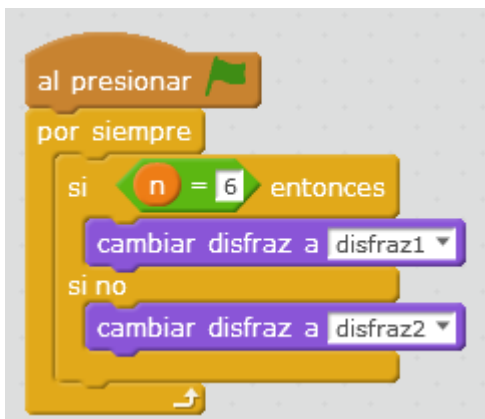 al presionar
por siempre
si n = 6 entonces
cambiar disfraz a disfraz1
si no
cambiar disfraz a disfraz2